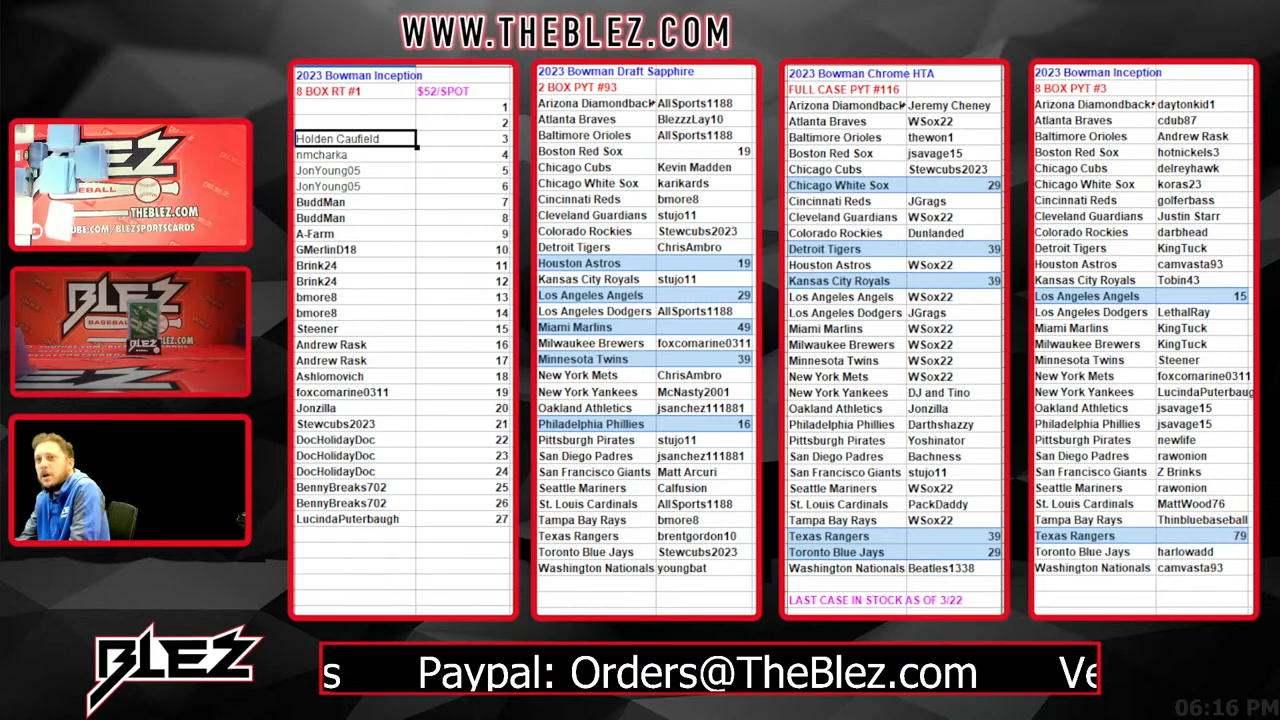 WWW.THEBLEZ.COM
2023 Bowman Inception
8 BOX RT #1 $52/SPOT
1
2
Holden Caufield 3
nmcharka 4
JonYoung05 5
JonYoung05 6
BuddMan 7
BuddMan 8
A-Farm 9
GMerlinD18 10
Brink24 11
Brink24 12
bmore8 13
bmore8 14
Steener 15
Andrew Rask 16
Andrew Rask 17
Ashlomovich 18
foxcomarine0311 19
Jonzilla 20
Stewcubs2023 21
DocHolidayDoc 22
DocHolidayDoc 23
DocHolidayDoc 24
BennyBreaks702 25
BennyBreaks702 26
LucindaPuterbaugh 27
2023 Bowman Draft Sapphire
2 BOX PYT #93
Arizona Diamondback AllSports1188
Atlanta Braves BlezzzLay10
Baltimore Orioles AllSports1188
Boston Red Sox 19
Chicago Cubs Kevin Madden
Chicago White Sox karikards
Cincinnati Reds bmore8
Cleveland Guardians stujo11
Colorado Rockies Stewcubs2023
Detroit Tigers ChrisAmbro
Houston Astros 19
Kansas City Royals stujo11
Los Angeles Angels 29
Los Angeles Dodgers AllSports1188
Miami Marlins 49
Milwaukee Brewers foxcomarine0311
Minnesota Twins 39
New York Mets ChrisAmbro
New York Yankees McNasty2001
Oakland Athletics jsanchez111881
Philadelphia Phillies 16
Pittsburgh Pirates stujo11
San Diego Padres jsanchez111881
San Francisco Giants Matt Arcuri
Seattle Mariners Calfusion
St. Louis Cardinals AllSports1188
Tampa Bay Rays bmore8
Texas Rangers brentgordon10
Toronto Blue Jays Stewcubs2023
Washington Nationals youngbat
2023 Bowman Chrome HTA
FULL CASE PYT #116
Arizona Diamondback Jeremy Cheney
Atlanta Braves WSox22
Baltimore Orioles thewon1
Boston Red Sox jsavage15
Chicago Cubs Stewcubs2023
Chicago White Sox 29
Cincinnati Reds JGrags
Cleveland Guardians WSox22
Colorado Rockies Dunlanded
Detroit Tigers 39
Houston Astros WSox22
Kansas City Royals 39
Los Angeles Angels WSox22
Los Angeles Dodgers JGrags
Miami Marlins WSox22
Milwaukee Brewers WSox22
Minnesota Twins WSox22
New York Mets WSox22
New York Yankees DJ and Tino
Oakland Athletics Jonzilla
Philadelphia Phillies Darthshazzy
Pittsburgh Pirates Yoshinator
San Diego Padres Bachness
San Francisco Giants stujo11
Seattle Mariners WSox22
St. Louis Cardinals PackDaddy
Tampa Bay Rays WSox22
Texas Rangers 39
Toronto Blue Jays 29
Washington Nationals Beatles1338
LAST CASE IN STOCK AS OF 3/22
2023 Bowman Inception
8 BOX PYT #3
Arizona Diamondback daytonkid1
Atlanta Braves cdub87
Baltimore Orioles Andrew Rask
Boston Red Sox hotnickels3
Chicago Cubs delreyhawk
Chicago White Sox koras23
Cincinnati Reds golferbass
Cleveland Guardians Justin Starr
Colorado Rockies darbhead
Detroit Tigers KingTuck
Houston Astros camvasta93
Kansas City Royals Tobin43
Los Angeles Angels 15
Los Angeles Dodgers LethalRay
Miami Marlins KingTuck
Milwaukee Brewers KingTuck
Minnesota Twins Steener
New York Mets foxcomarine0311
New York Yankees LucindaPuterbaug
Oakland Athletics jsavage15
Philadelphia Phillies jsavage15
Pittsburgh Pirates newlife
San Diego Padres rawonion
San Francisco Giants Z Brinks
Seattle Mariners rawonion
St. Louis Cardinals MattWood76
Tampa Bay Rays Thinbluebaseball
Texas Rangers 79
Toronto Blue Jays harlowadd
Washington Nationals camvasta93
BLEZ
THEBLEZ.COM
BLEZ
BASEBALL
BLEZ
s Paypal: Orders@TheBlez.com Ve
06:16 PM